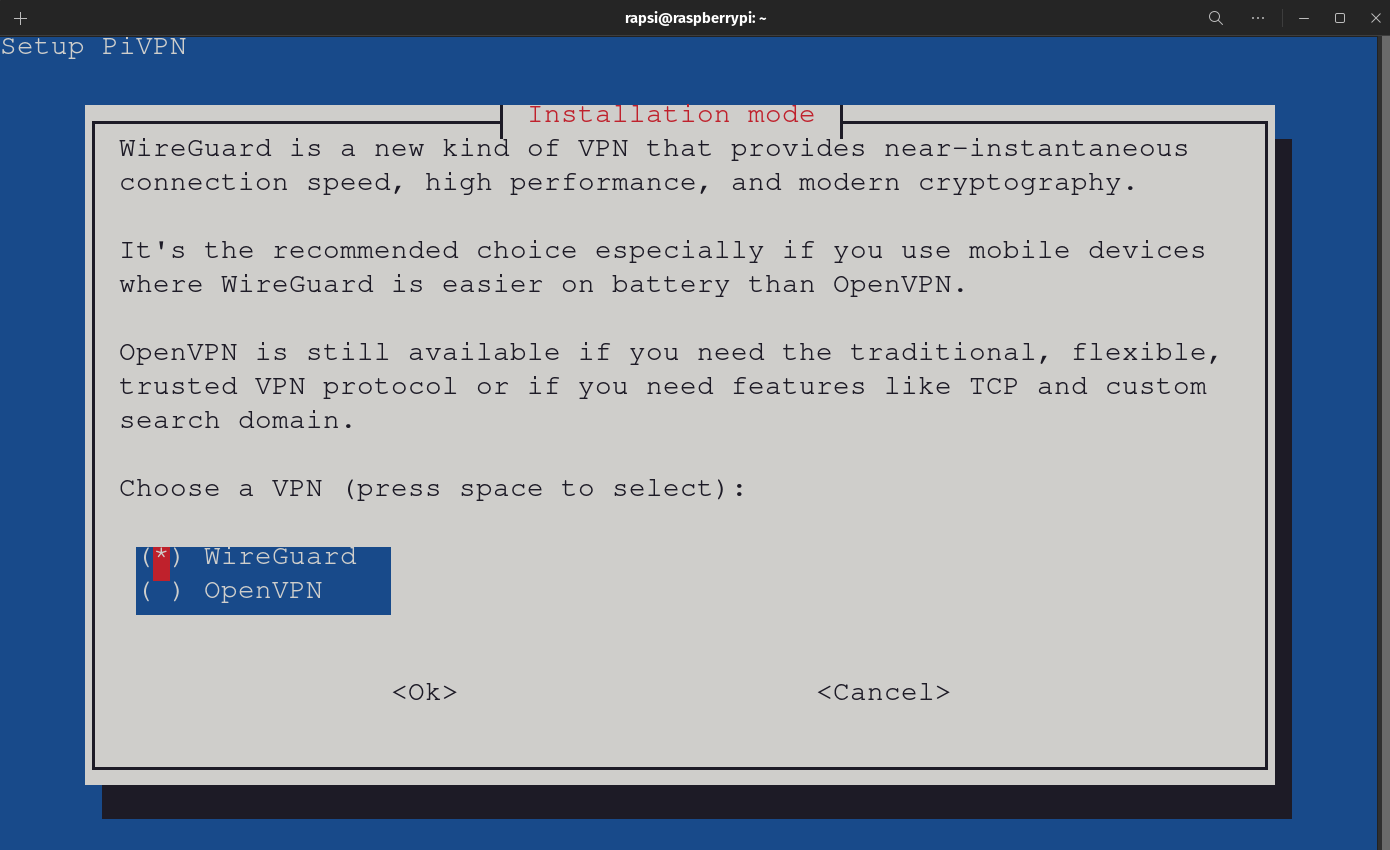 rapsi@raspberrypi: ~
Setup PiVPN
Installation mode
WireGuard is a new kind of VPN that provides near-instantaneous
connection speed, high performance, and modern cryptography.
It's the recommended choice especially if you use mobile devices
where WireGuard is easier on battery than OpenVPN.
OpenVPN is still available if you need the traditional, flexible,
trusted VPN protocol or if you need features like TCP and custom
search domain.
Choose a VPN (press space to select):
(*) WireGuard
( ) OpenVPN
<Ok> <Cancel>